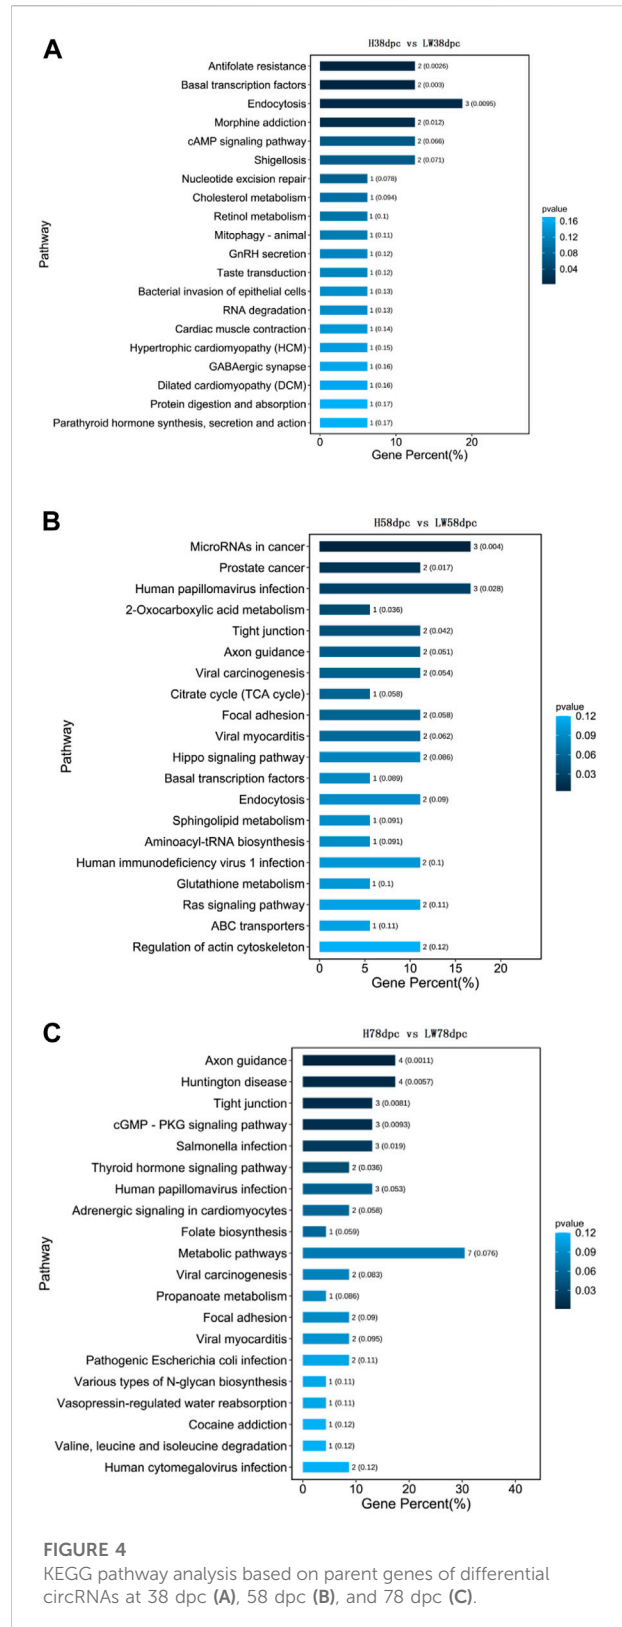 A
H38dpc vs LW38dpc
Antifolate resistance 2 (0.0026)
Basal transcription factors 2 (0.003)
Endocytosis 3 (0.0095)
Morphine addiction 2 (0.012)
cAMP signaling pathway 2 (0.066)
Shigellosis 2 (0.071)
Nucleotide excision repair 1 (0.078)
Cholesterol metabolism 1 (0.094)
Retinol metabolism 1 (0.1)
Mitophagy - animal 1 (0.11)
GnRH secretion 1 (0.12)
Taste transduction 1 (0.12)
Bacterial invasion of epithelial cells 1 (0.13)
RNA degradation 1 (0.13)
Cardiac muscle contraction 1 (0.14)
Hypertrophic cardiomyopathy (HCM) 1 (0.15)
GABAergic synapse 1 (0.16)
Dilated cardiomyopathy (DCM) 1 (0.16)
Protein digestion and absorption 1 (0.17)
Parathyroid hormone synthesis, secretion and action 1 (0.17)
0 10 20
Gene Percent(%)
Pathway
pvalue
0.16
0.12
0.08
0.04
B
H58dpc vs LW58dpc
MicroRNAs in cancer 3 (0.004)
Prostate cancer 2 (0.017)
Human papillomavirus infection 3 (0.028)
2-Oxocarboxylic acid metabolism 1 (0.036)
Tight junction 2 (0.042)
Axon guidance 2 (0.051)
Viral carcinogenesis 2 (0.054)
Citrate cycle (TCA cycle) 1 (0.058)
Focal adhesion 2 (0.058)
Viral myocarditis 2 (0.062)
Hippo signaling pathway 2 (0.086)
Basal transcription factors 1 (0.089)
Endocytosis 2 (0.09)
Sphingolipid metabolism 1 (0.091)
Aminoacyl-tRNA biosynthesis 1 (0.091)
Human immunodeficiency virus 1 infection 2 (0.1)
Glutathione metabolism 1 (0.1)
Ras signaling pathway 2 (0.11)
ABC transporters 1 (0.11)
Regulation of actin cytoskeleton 2 (0.12)
0 5 10 15 20
Gene Percent(%)
Pathway
pvalue
0.12
0.09
0.06
0.03
C
H78dpc vs LW78dpc
Axon guidance 4 (0.0011)
Huntington disease 4 (0.0057)
Tight junction 3 (0.0081)
cGMP - PKG signaling pathway 3 (0.0093)
Salmonella infection 3 (0.019)
Thyroid hormone signaling pathway 2 (0.036)
Human papillomavirus infection 3 (0.053)
Adrenergic signaling in cardiomyocytes 2 (0.058)
Folate biosynthesis 1 (0.059)
Metabolic pathways 7 (0.076)
Viral carcinogenesis 2 (0.083)
Propanoate metabolism 1 (0.086)
Focal adhesion 2 (0.09)
Viral myocarditis 2 (0.095)
Pathogenic Escherichia coli infection 2 (0.11)
Various types of N-glycan biosynthesis 1 (0.11)
Vasopressin-regulated water reabsorption 1 (0.11)
Cocaine addiction 1 (0.12)
Valine, leucine and isoleucine degradation 1 (0.12)
Human cytomegalovirus infection 2 (0.12)
0 10 20 30 40
Gene Percent(%)
Pathway
pvalue
0.12
0.09
0.06
0.03
FIGURE 4
KEGG pathway analysis based on parent genes of differential
circRNAs at 38 dpc (A), 58 dpc (B), and 78 dpc (C).